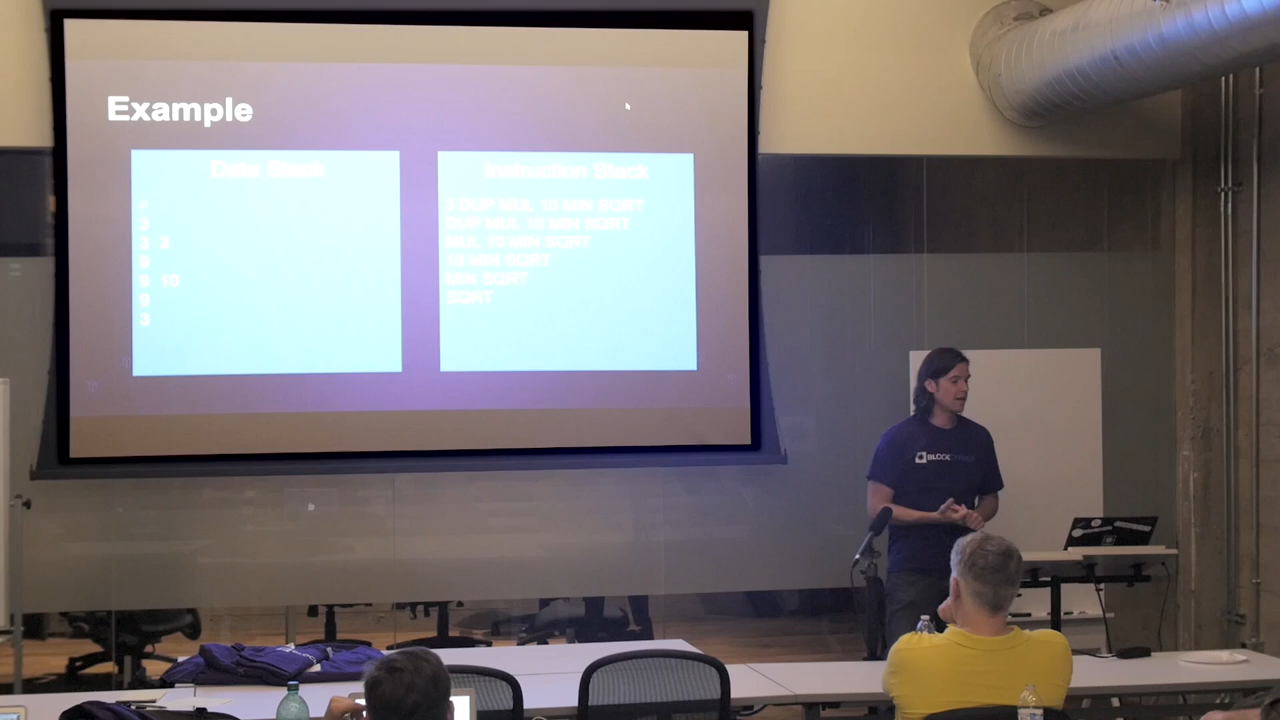 Example
Data Stack
-
3
3 3
9
9 10
9
3
Instruction Stack
3 DUP MUL 10 MIN SQRT
DUP MUL 10 MIN SQRT
MUL 10 MIN SQRT
10 MIN SQRT
MIN SQRT
SQRT